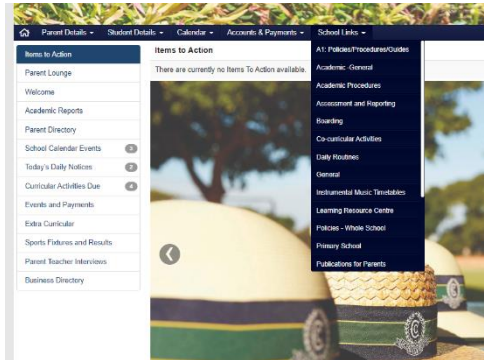 Parent Details Student Details Calendar Accounts & Payments School Links
Items to Action
Parent Lounge
Welcome
Academic Reports
Parent Directory
School Calendar Events 3
Today's Daily Notices 2
Curricular Activities Due 4
Events and Payments
Extra Curricular
Sports Fixtures and Results
Parent Teacher Interviews
Business Directory
Items to Action
There are currently no Items To Action available.
A1: Policies/Procedures/Guides
Academic -General
Academic Procedures
Assessment and Reporting
Boarding
Co-curricular Activities
Daily Routines
General
Instrumental Music Timetables
Learning Resource Centre
Policies - Whole School
Primary School
Publications for Parents